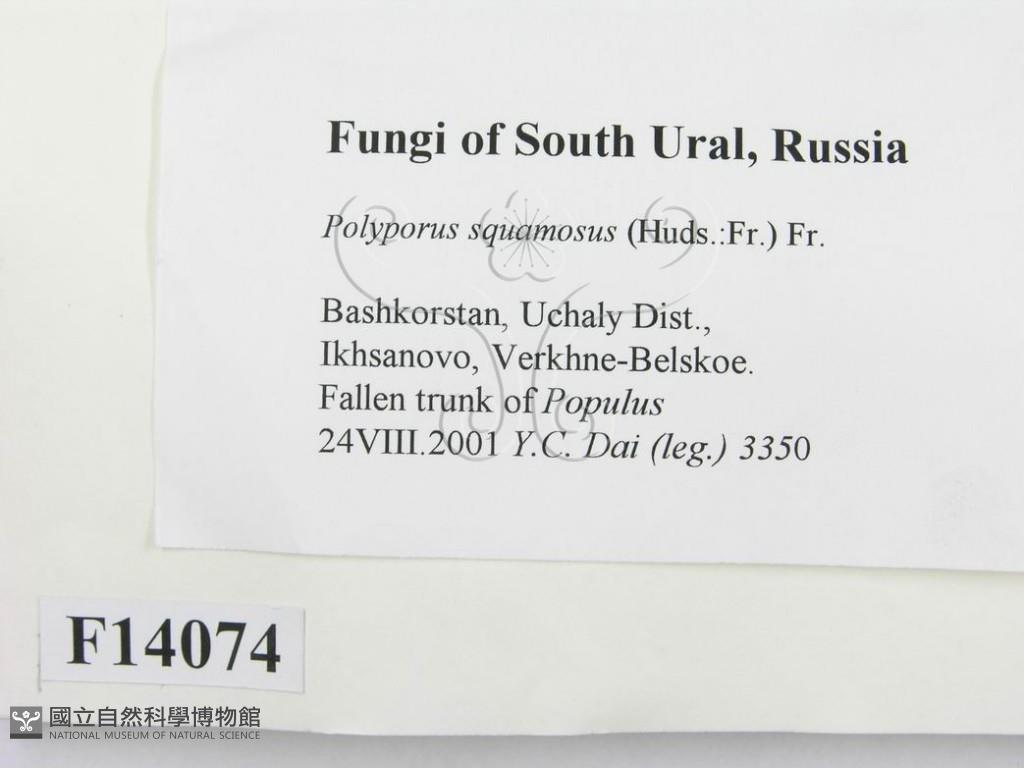 Fungi of South Ural, Russia
Polyporus squamosus (Huds.:Fr.) Fr.
Bashkorstan, Uchaly Dist.,
Ikhsanovo, Verkhne-Belskoe.
Fallen trunk of Populus
24VIII.2001 Y.C. Dai (leg.) 3350
F14074
國立自然科學博物館
NATIONAL MUSEUM OF NATURAL SCIENCE